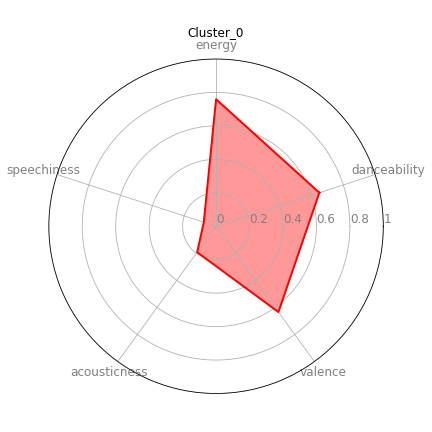 Cluster_0
energy
speechiness
danceability
0 0.2 0.4 0.6 0.8 1
acousticness
valence